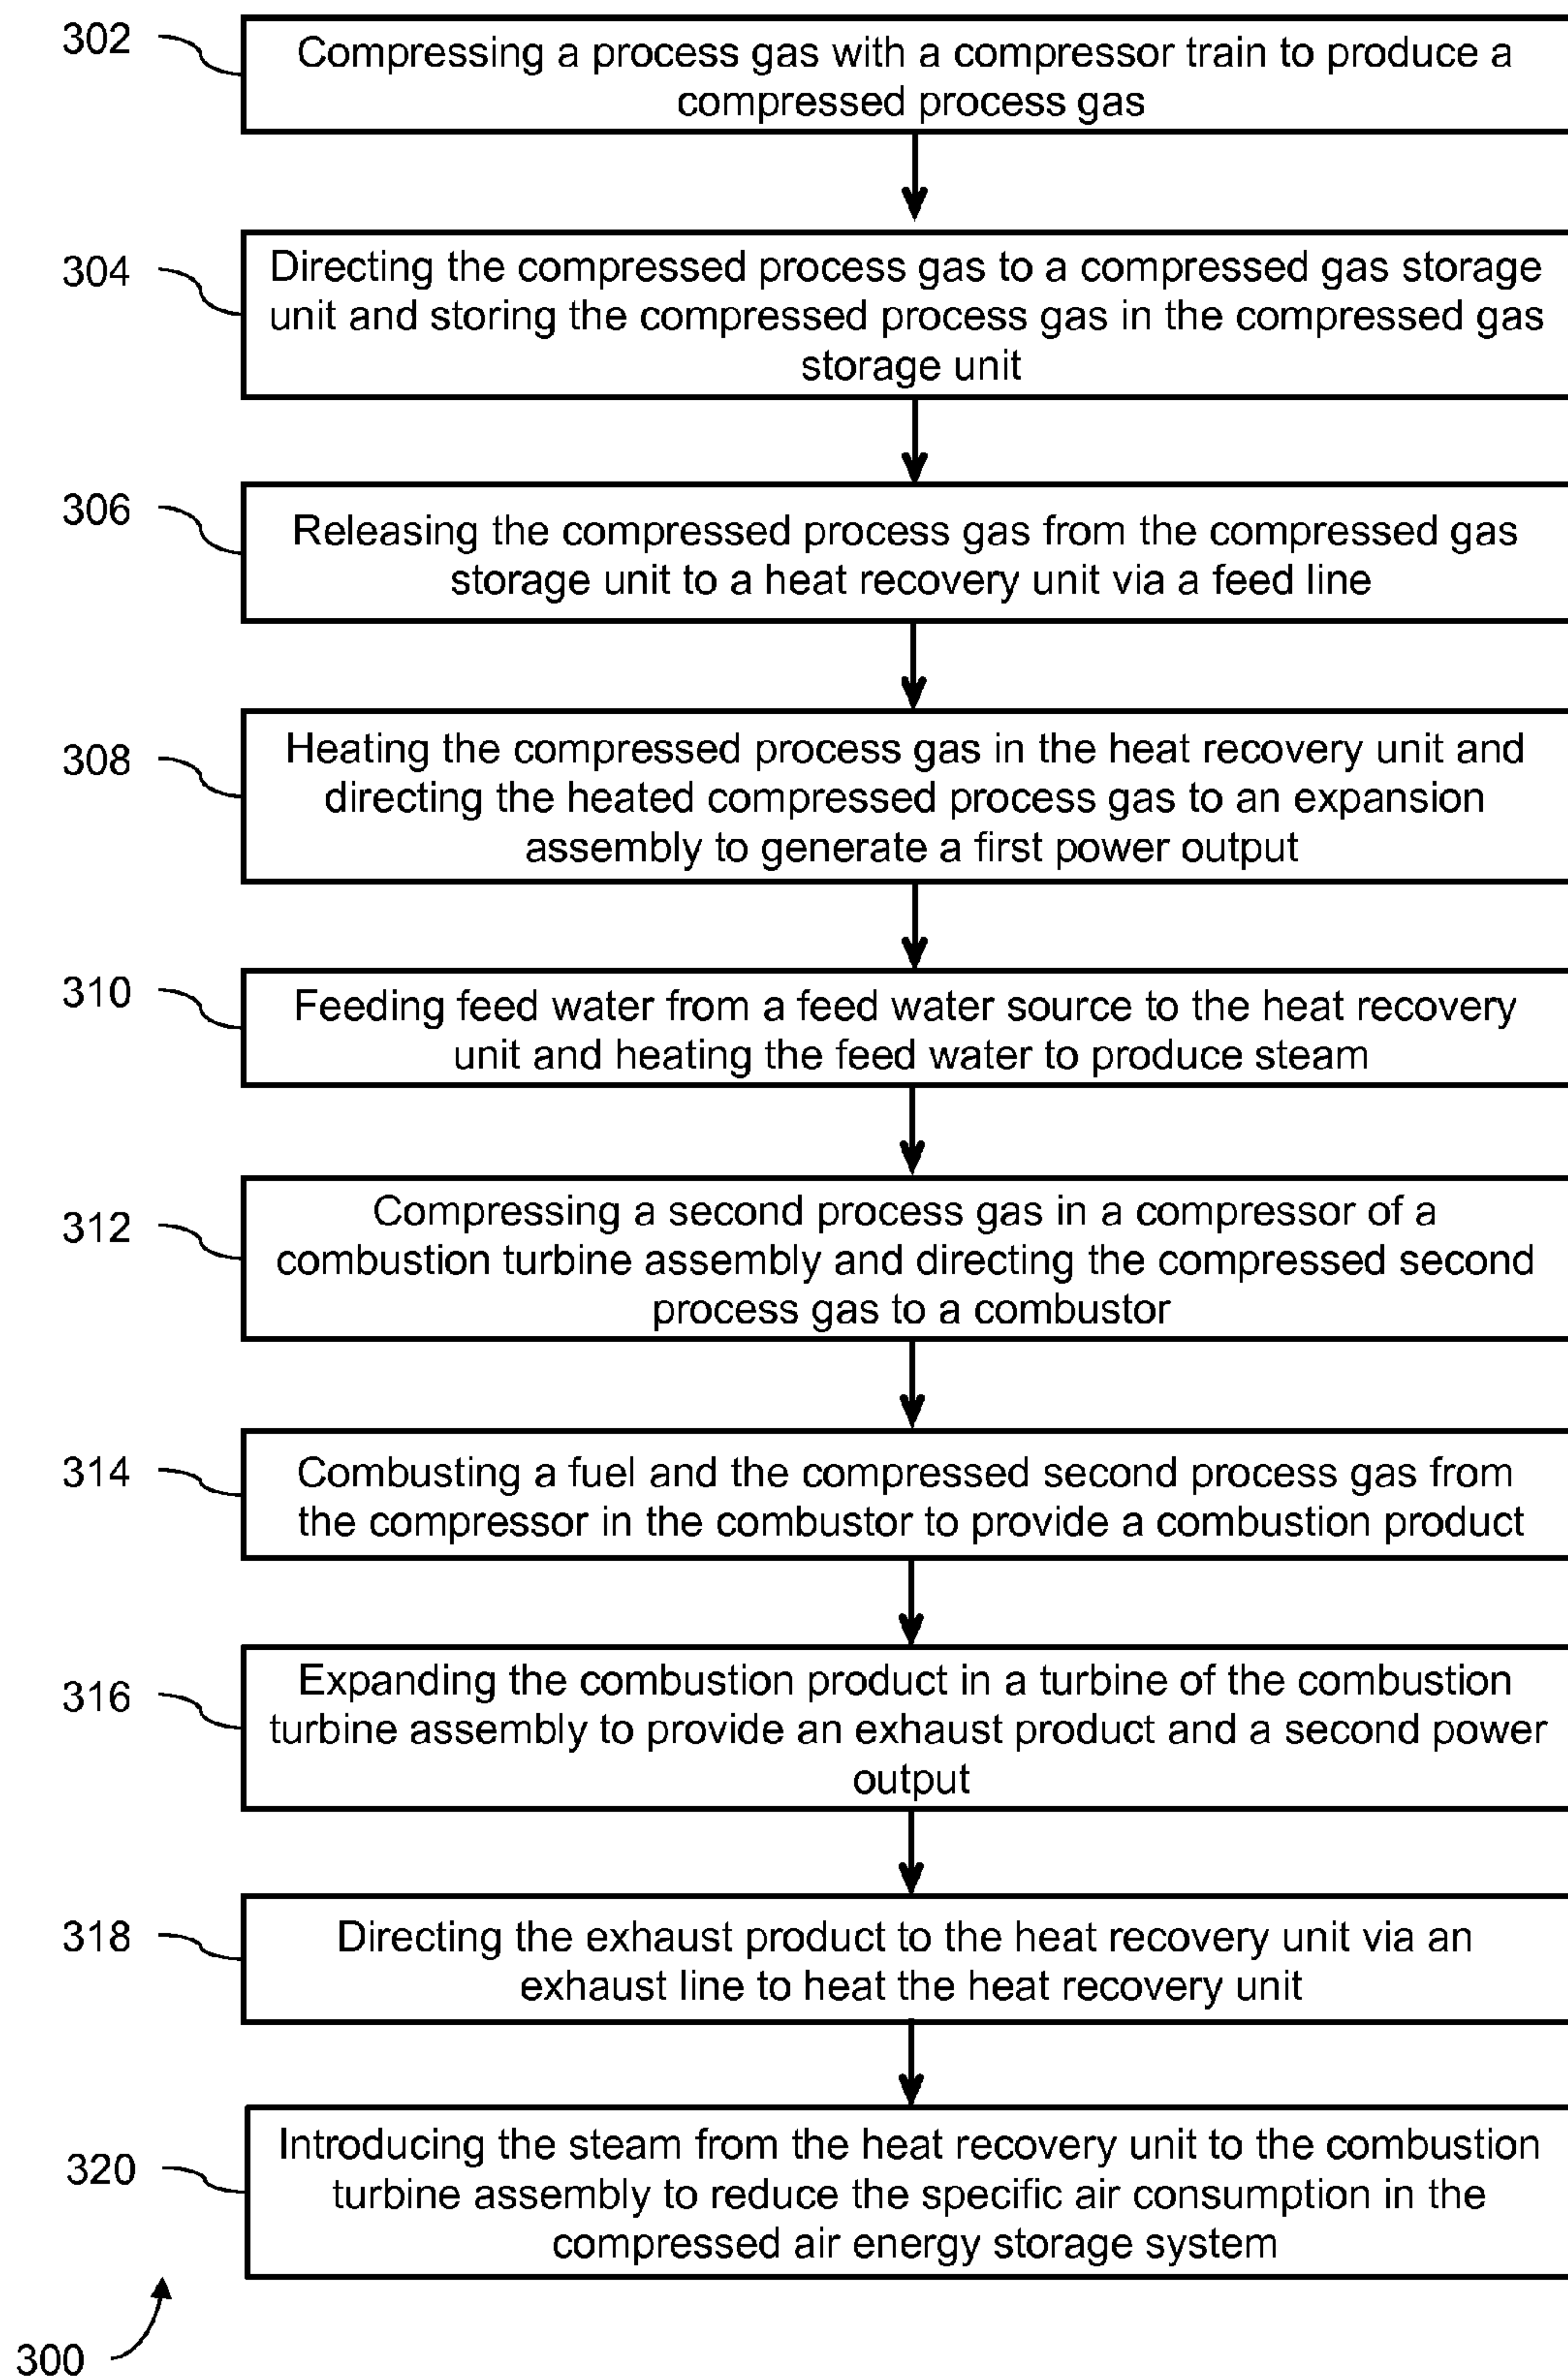 302
Compressing a process gas with a compressor train to produce a
compressed process gas
304
Directing the compressed process gas to a compressed gas storage
unit and storing the compressed process gas in the compressed gas
storage unit
306
Releasing the compressed process gas from the compressed gas
storage unit to a heat recovery unit via a feed line
308
Heating the compressed process gas in the heat recovery unit and
directing the heated compressed process gas to an expansion
assembly to generate a first power output
310
Feeding feed water from a feed water source to the heat recovery
unit and heating the feed water to produce steam
312
Compressing a second process gas in a compressor of a
combustion turbine assembly and directing the compressed second
process gas to a combustor
314
Combusting a fuel and the compressed second process gas from
the compressor in the combustor to provide a combustion product
316
Expanding the combustion product in a turbine of the combustion
turbine assembly to provide an exhaust product and a second power
output
318
Directing the exhaust product to the heat recovery unit via an
exhaust line to heat the heat recovery unit
320
Introducing the steam from the heat recovery unit to the combustion
turbine assembly to reduce the specific air consumption in the
compressed air energy storage system
300